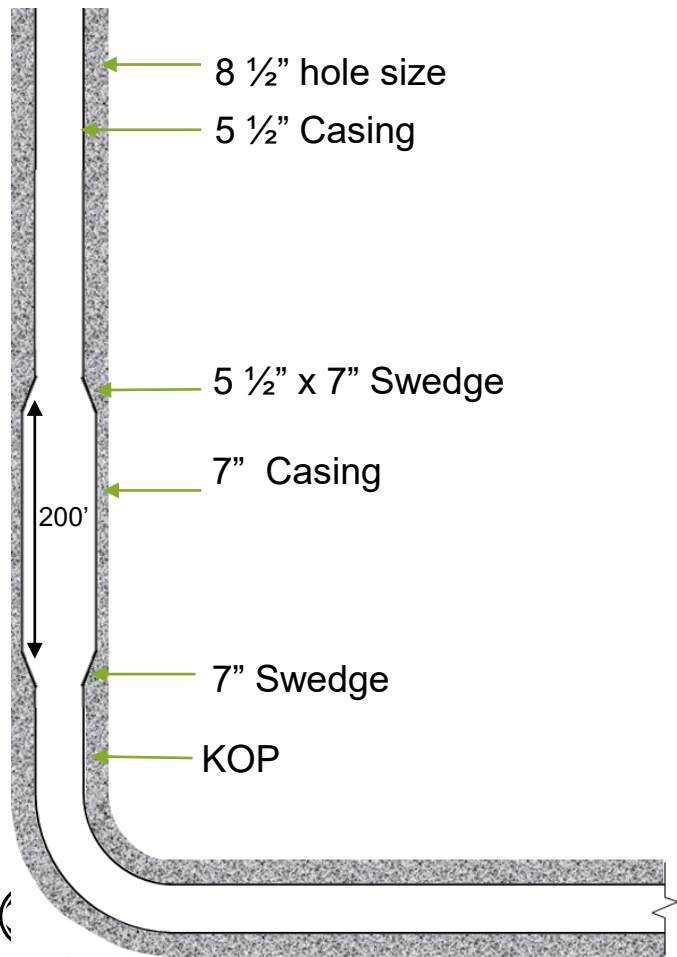 8 ½” hole size
5 ½” Casing
5 ½” x 7” Swedge
7” Casing
200’
7” Swedge
KOP